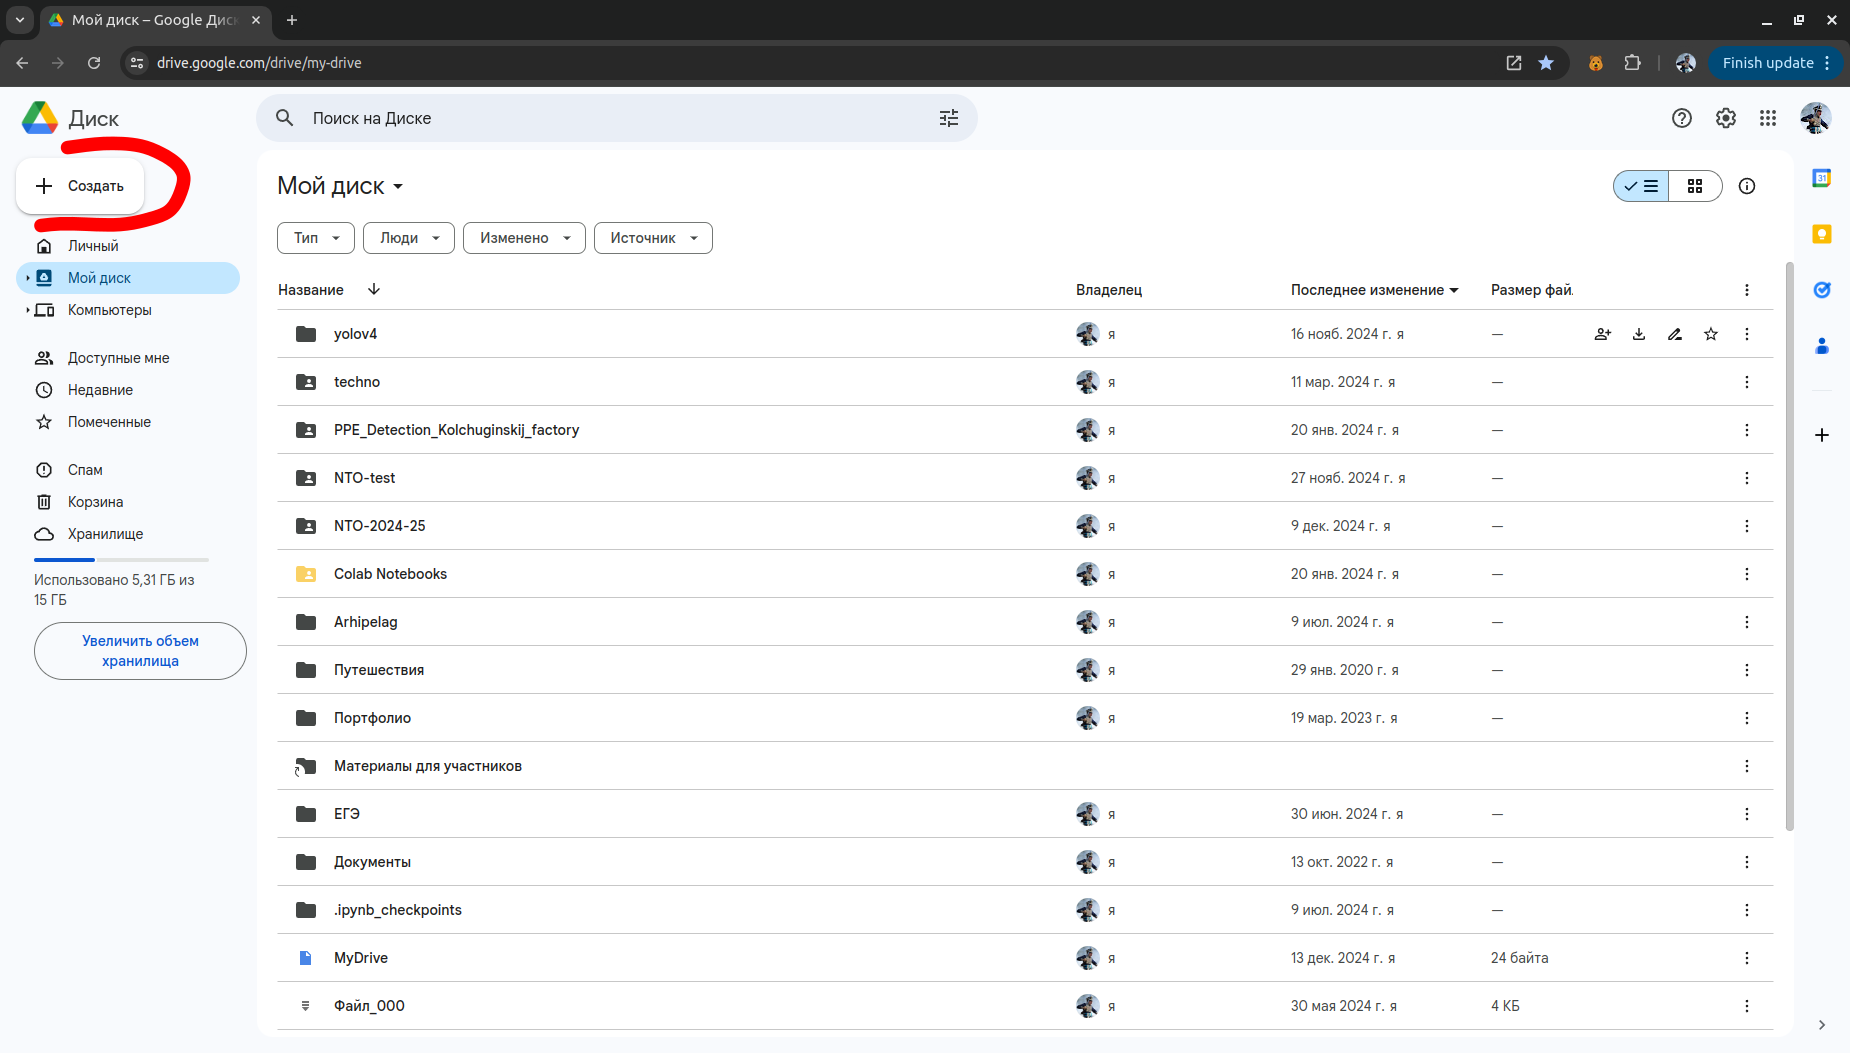 Мой диск – Google Дис
drive.google.com/drive/my-drive
Finish update
Диск
Поиск на Диске
Создать
Личный
Мой диск
Компьютеры
Доступные мне
Недавние
Помеченные
Спам
Корзина
Хранилище
Использовано 5,31 ГБ из
15 ГБ
Увеличить объем
хранилища
Мой диск
Тип Люди Изменено Источник
Название Владелец Последнее изменение Размер фай
yolov4 я 16 нояб. 2024 г. я —
techno я 11 мар. 2024 г. я —
PPE_Detection_Kolchuginskij_factory я 20 янв. 2024 г. я —
NTO-test я 27 нояб. 2024 г. я —
NTO-2024-25 я 9 дек. 2024 г. я —
Colab Notebooks я 20 янв. 2024 г. я —
Arhipelag я 9 июл. 2024 г. я —
Путешествия я 29 янв. 2020 г. я —
Портфолио я 19 мар. 2023 г. я —
Материалы для участников
ЕГЭ я 30 июн. 2024 г. я —
Документы я 13 окт. 2022 г. я —
.ipynb_checkpoints я 9 июл. 2024 г. я —
MyDrive я 13 дек. 2024 г. я 24 байта
Файл_000 я 30 мая 2024 г. я 4 КБ
31